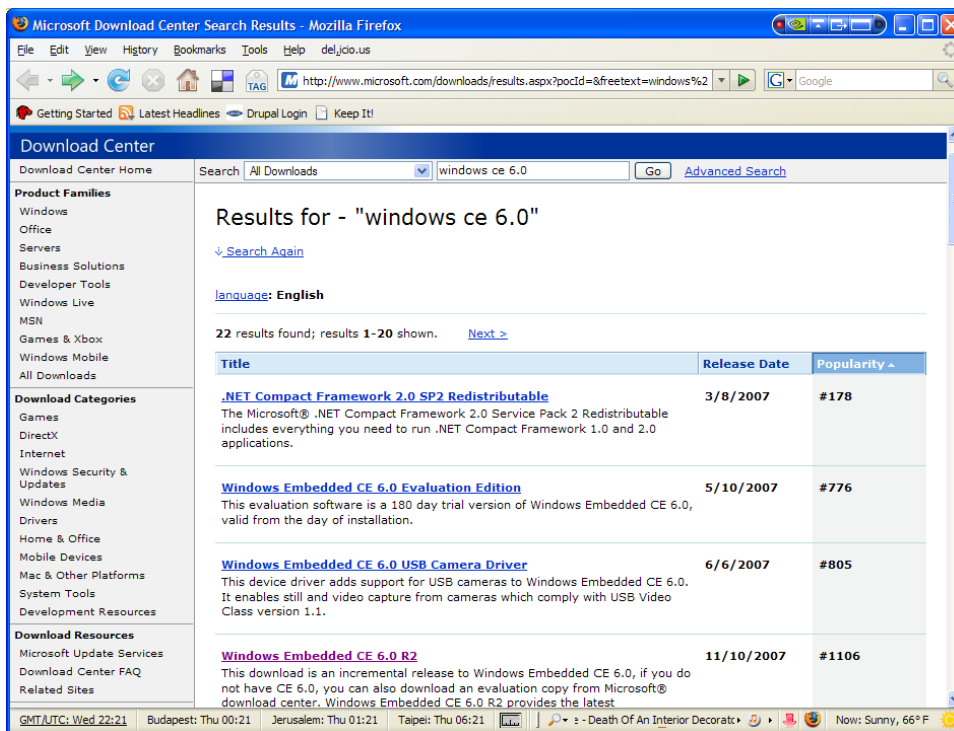 Microsoft Download Center Search Results - Mozilla Firefox
File Edit View History Bookmarks Tools Help del.icio.us
TAG http://www.microsoft.com/downloads/results.aspx?pocId=&freetext=windows%2 G Google
Getting Started Latest Headlines Drupal Login Keep It!
Download Center
Download Center Home
Search All Downloads windows ce 6.0 Go Advanced Search
Product Families
Windows
Office
Servers
Business Solutions
Developer Tools
Windows Live
MSN
Games & Xbox
Windows Mobile
All Downloads
Download Categories
Games
DirectX
Internet
Windows Security &
Updates
Windows Media
Drivers
Home & Office
Mobile Devices
Mac & Other Platforms
System Tools
Development Resources
Download Resources
Microsoft Update Services
Download Center FAQ
Related Sites
Results for - "windows ce 6.0"
Search Again
language: English
22 results found; results 1-20 shown. Next >
Title Release Date Popularity
.NET Compact Framework 2.0 SP2 Redistributable 3/8/2007 #178
The Microsoft® .NET Compact Framework 2.0 Service Pack 2 Redistributable
includes everything you need to run .NET Compact Framework 1.0 and 2.0
applications.
Windows Embedded CE 6.0 Evaluation Edition 5/10/2007 #776
This evaluation software is a 180 day trial version of Windows Embedded CE 6.0,
valid from the day of installation.
Windows Embedded CE 6.0 USB Camera Driver 6/6/2007 #805
This device driver adds support for USB cameras to Windows Embedded CE 6.0.
It enables still and video capture from cameras which comply with USB Video
Class version 1.1.
Windows Embedded CE 6.0 R2 11/10/2007 #1106
This download is an incremental release to Windows Embedded CE 6.0, if you do
not have CE 6.0, you can also download an evaluation copy from Microsoft®
download center. Windows Embedded CE 6.0 R2 provides the latest
GMT/UTC: Wed 22:21 Budapest: Thu 00:21 Jerusalem: Thu 01:21 Taipei: Thu 06:21 - Death Of An Interior Decorato Now: Sunny, 66° F